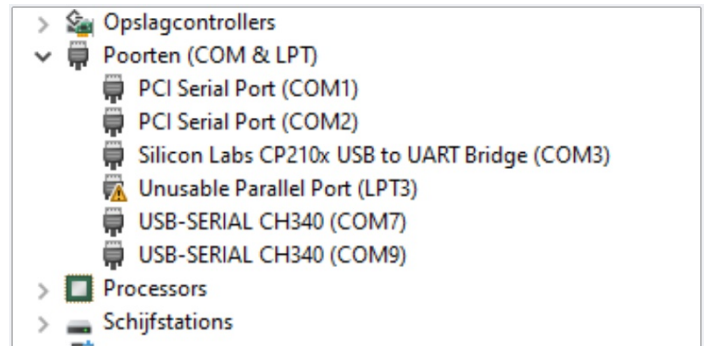 Opslagcontrollers
Poorten (COM & LPT)
PCI Serial Port (COM1)
PCI Serial Port (COM2)
Silicon Labs CP210x USB to UART Bridge (COM3)
Unusable Parallel Port (LPT3)
USB-SERIAL CH340 (COM7)
USB-SERIAL CH340 (COM9)
Processors
Schijfstations